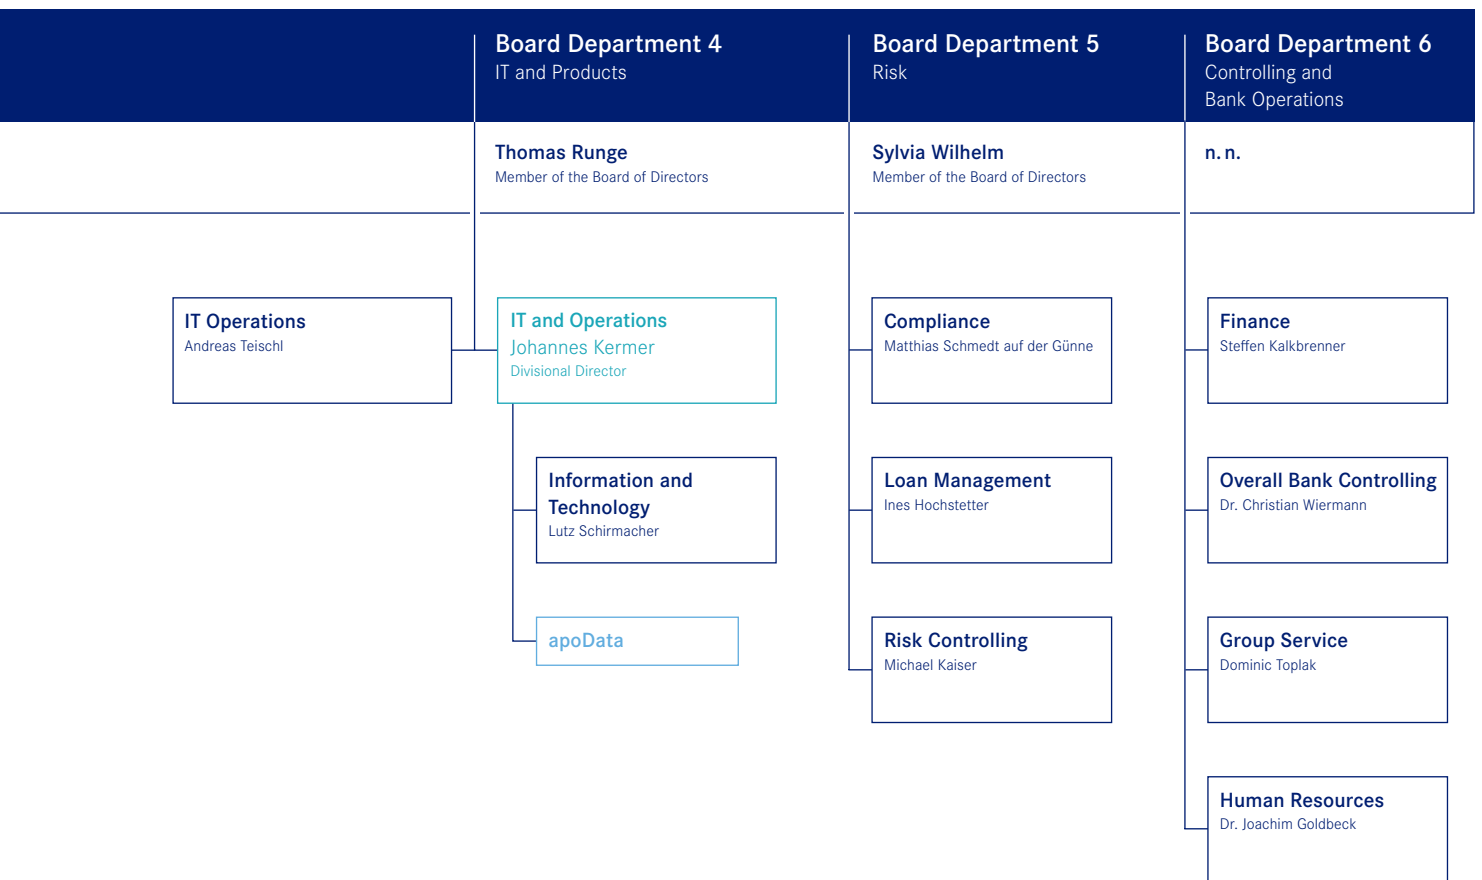 Board Department 4
IT and Products
Board Department 5
Risk
Board Department 6
Controlling and
Bank Operations
Thomas Runge
Member of the Board of Directors
Sylvia Wilhelm
Member of the Board of Directors
n. n.
IT Operations
Andreas Teischl
IT and Operations
Johannes Kermer
Divisional Director
Information and
Technology
Lutz Schirmacher
apoData
Compliance
Matthias Schmedt auf der Günne
Loan Management
Ines Hochstetter
Risk Controlling
Michael Kaiser
Finance
Steffen Kalkbrenner
Overall Bank Controlling
Dr. Christian Wiermann
Group Service
Dominic Toplak
Human Resources
Dr. Joachim Goldbeck